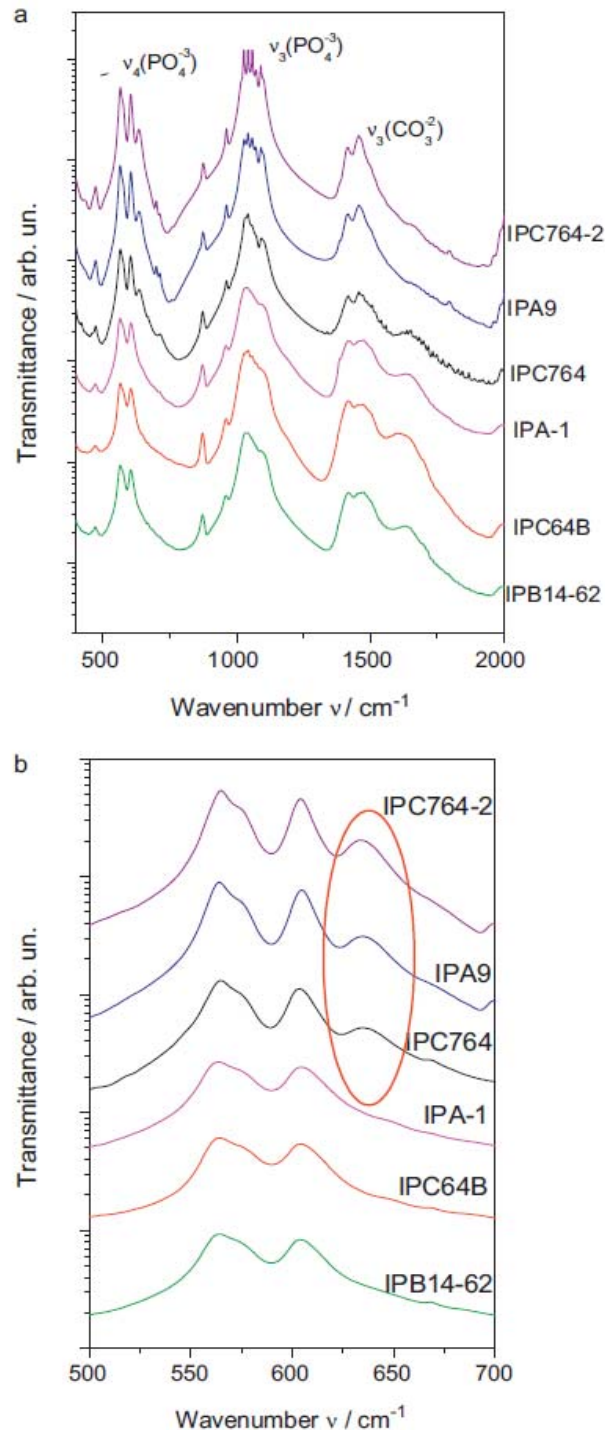 a
ν4(PO4-3)
ν3(PO4-3)
ν3(CO3-2)
IPC764-2
IPA9
IPC764
IPA-1
IPC64B
IPB14-62
Transmittance / arb. un.
500 1000 1500 2000
Wavenumber ν / cm-1
b
IPC764-2
IPA9
IPC764
IPA-1
IPC64B
IPB14-62
Transmittance / arb. un.
500 550 600 650 700
Wavenumber ν / cm-1